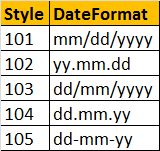 Style DateFormat
101 mm/dd/yyyy
102 yy.mm.dd
103 dd/mm/yyyy
104 dd.mm.yy
105 dd-mm-yy